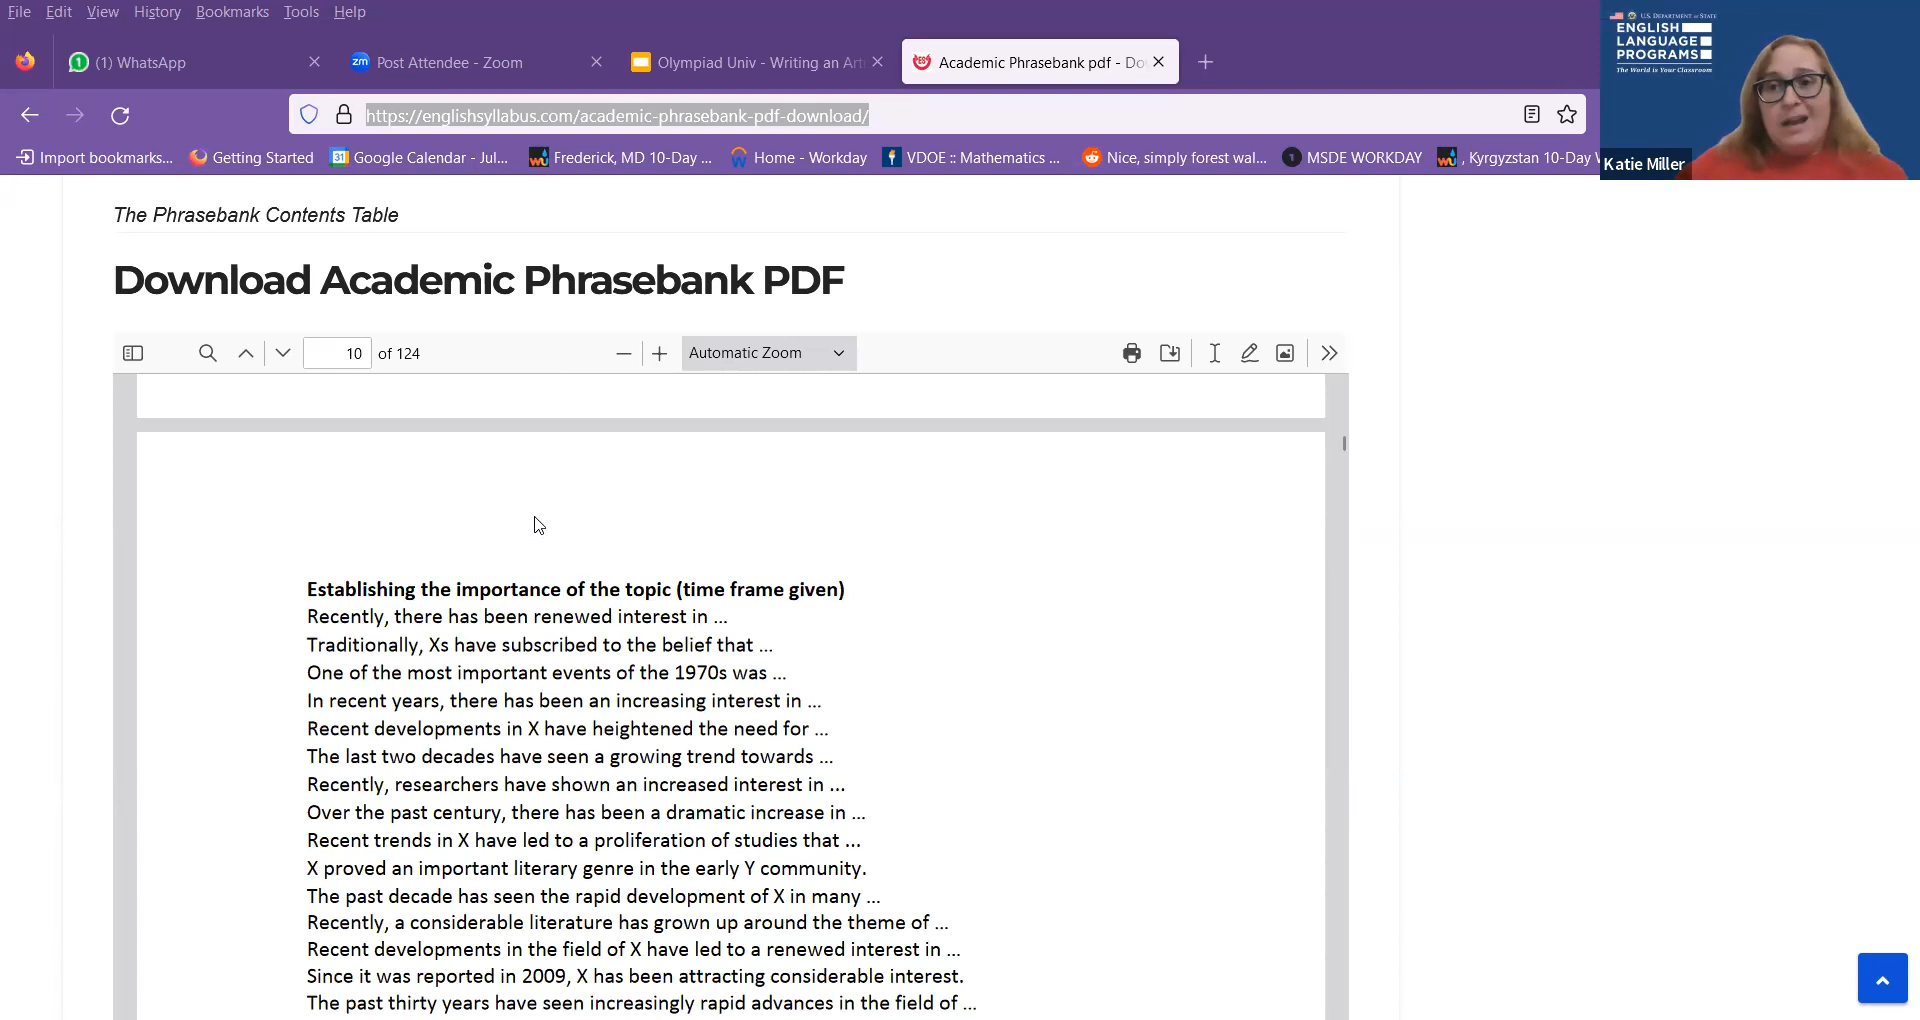 File Edit View History Bookmarks Tools Help
(1) WhatsApp
Post Attendee - Zoom
Olympiad Univ - Writing an Art
Academic Phrasebank pdf - Do
https://englishsyllabus.com/academic-phrasebank-pdf-download/
Import bookmarks... Getting Started Google Calendar - Jul... Frederick, MD 10-Day ... Home - Workday VDOE :: Mathematics ... Nice, simply forest wal... MSDE WORKDAY , Kyrgyzstan 10-Day W
U.S. DEPARTMENT OF STATE
ENGLISH
LANGUAGE
PROGRAMS
The World is Your Classroom
Katie Miller
The Phrasebank Contents Table
Download Academic Phrasebank PDF
10 of 124
Automatic Zoom
Establishing the importance of the topic (time frame given)
Recently, there has been renewed interest in ...
Traditionally, Xs have subscribed to the belief that ...
One of the most important events of the 1970s was ...
In recent years, there has been an increasing interest in ...
Recent developments in X have heightened the need for ...
The last two decades have seen a growing trend towards ...
Recently, researchers have shown an increased interest in ...
Over the past century, there has been a dramatic increase in ...
Recent trends in X have led to a proliferation of studies that ...
X proved an important literary genre in the early Y community.
The past decade has seen the rapid development of X in many ...
Recently, a considerable literature has grown up around the theme of ...
Recent developments in the field of X have led to a renewed interest in ...
Since it was reported in 2009, X has been attracting considerable interest.
The past thirty years have seen increasingly rapid advances in the field of ...